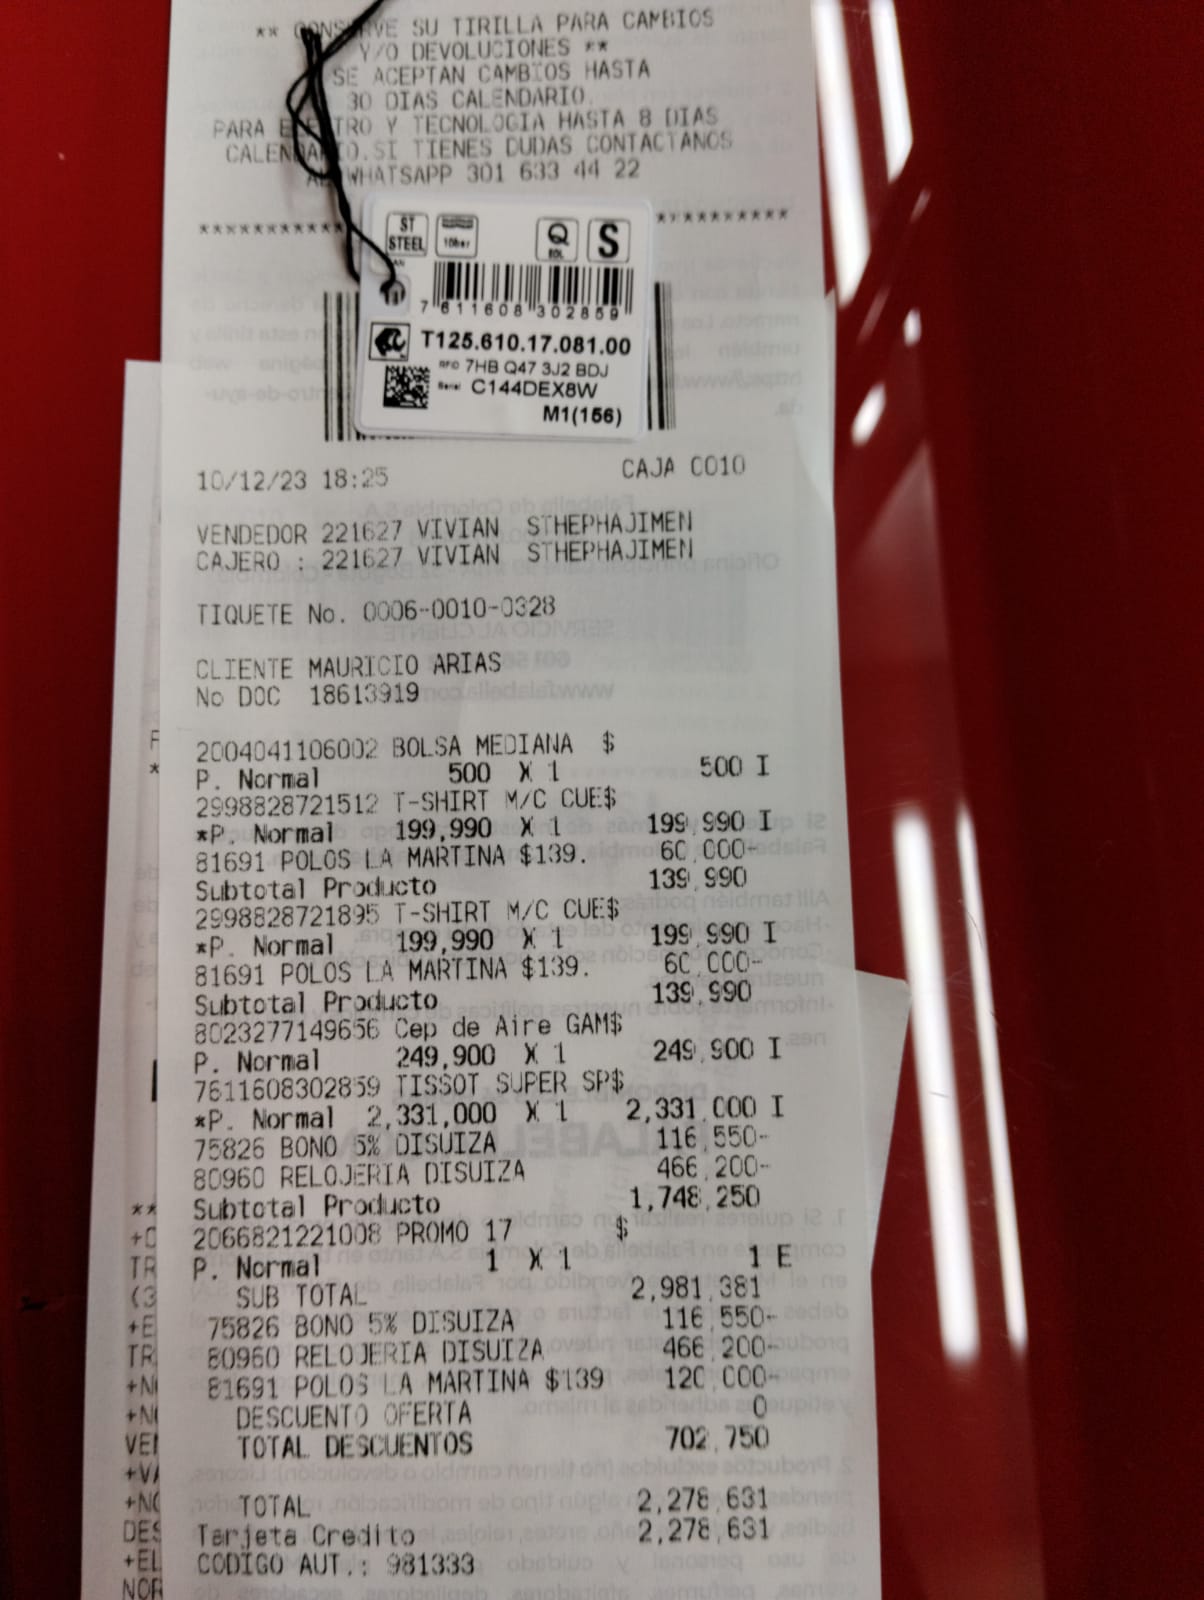 ** CONSERVE SU TIRILLA PARA CAMBIOS
Y/O DEVOLUCIONES **
SE ACEPTAN CAMBIOS HASTA
30 DIAS CALENDARIO.
PARA ELECTRO Y TECNOLOGIA HASTA 8 DIAS
CALENDARIO.SI TIENES DUDAS CONTACTANOS
AL WHATSAPP 301 633 44 22
ST
STEEL
10bar
Q
S
7 611608 302859
T125.610.17.081.00
RFID 7HB Q47 3J2 BDJ
Serial C144DEX8W
M1(156)
10/12/23 18:25 CAJA 0010
VENDEDOR 221627 VIVIAN STHEPHAJIMEN
CAJERO : 221627 VIVIAN STHEPHAJIMEN
TIQUETE No. 0006-0010-0328
CLIENTE MAURICIO ARIAS
No DOC 18613919
2004041106002 BOLSA MEDIANA $
P. Normal 500 X 1 500 I
2998828721512 T-SHIRT M/C CUE$
*P. Normal 199,990 X 1 199,990 I
81691 POLOS LA MARTINA $139. 60,000-
Subtotal Producto 139,990
2998828721895 T-SHIRT M/C CUE$
*P. Normal 199,990 X 1 199,990 I
81691 POLOS LA MARTINA $139. 60,000-
Subtotal Producto 139,990
8023277149656 Cep de Aire GAM$
P. Normal 249,900 X 1 249,900 I
7611608302859 TISSOT SUPER SP$
*P. Normal 2,331,000 X 1 2,331,000 I
75826 BONO 5% DISUIZA 116,550-
80960 RELOJERIA DISUIZA 466,200-
Subtotal Producto 1,748,250
2066821221008 PROMO 17 $
P. Normal 1 X 1 1 E
SUB TOTAL 2,981,381
75826 BONO 5% DISUIZA 116,550-
80960 RELOJERIA DISUIZA 466,200-
81691 POLOS LA MARTINA $139 120,000-
DESCUENTO OFERTA 0
TOTAL DESCUENTOS 702,750
TOTAL 2,278,631
Tarjeta Credito 2,278,631
CODIGO AUT.: 981333